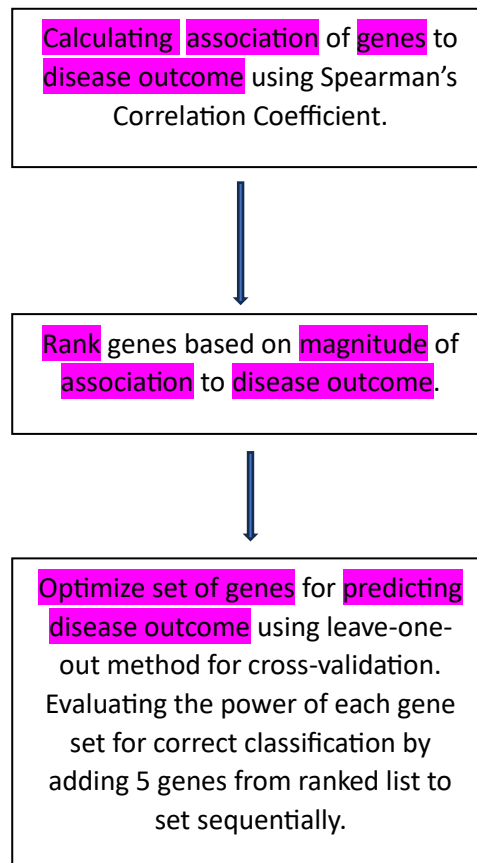 Calculating association of genes to
disease outcome using Spearman's
Correlation Coefficient.
Rank genes based on magnitude of
association to disease outcome.
Optimize set of genes for predicting
disease outcome using leave-one-
out method for cross-validation.
Evaluating the power of each gene
set for correct classification by
adding 5 genes from ranked list to
set sequentially.